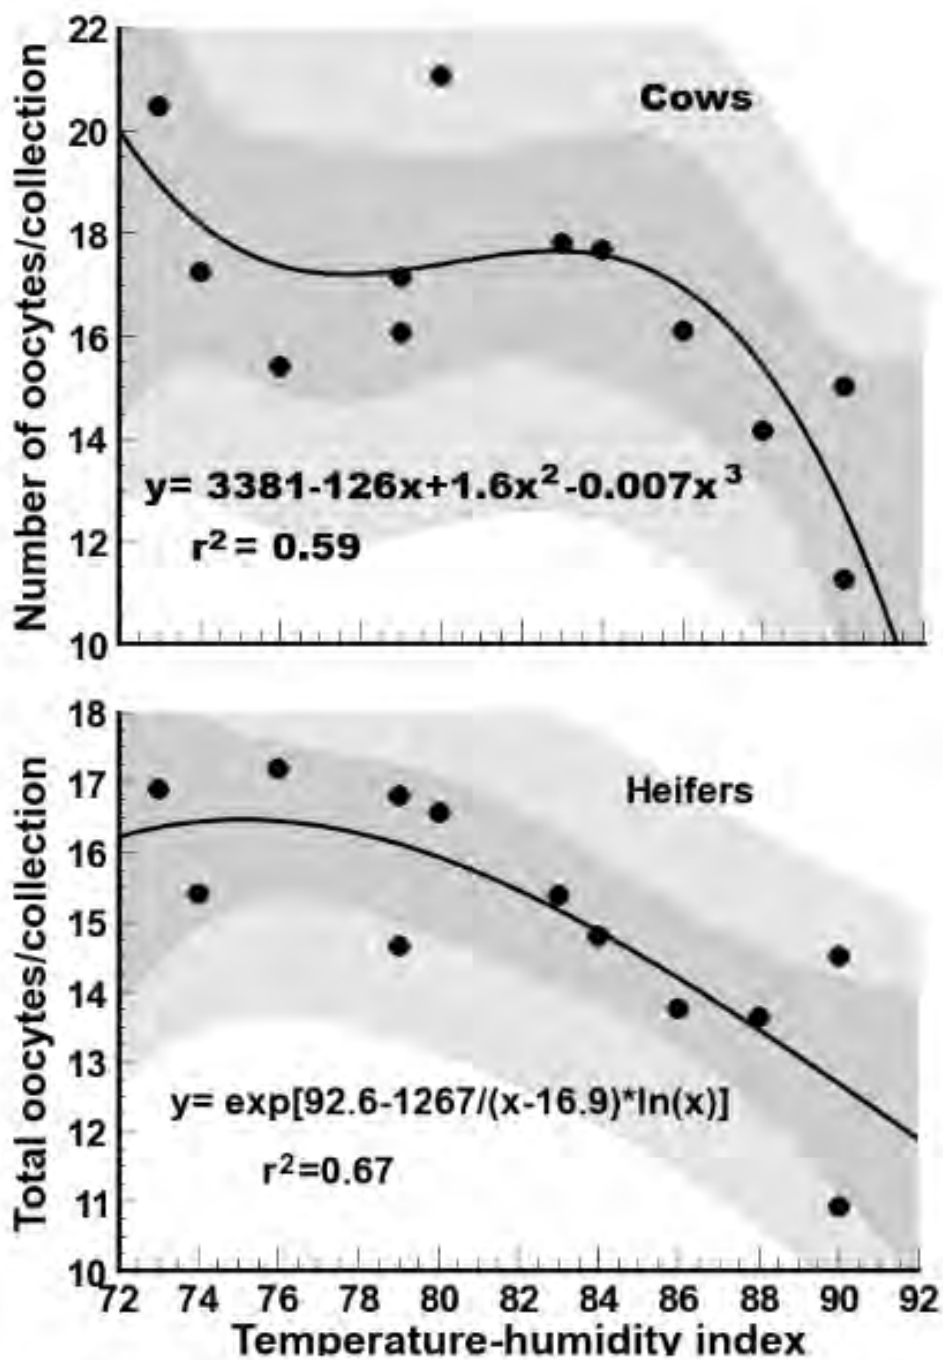 22
20
18
16
14
12
10
Number of oocytes/collection
Cows
y= 3381-126x+1.6x²-0.007x³
r²= 0.59
18
17
16
15
14
13
12
11
10
Total oocytes/collection
Heifers
y= exp[92.6-1267/(x-16.9)*ln(x)]
r²=0.67
72 74 76 78 80 82 84 86 88 90 92
Temperature-humidity index